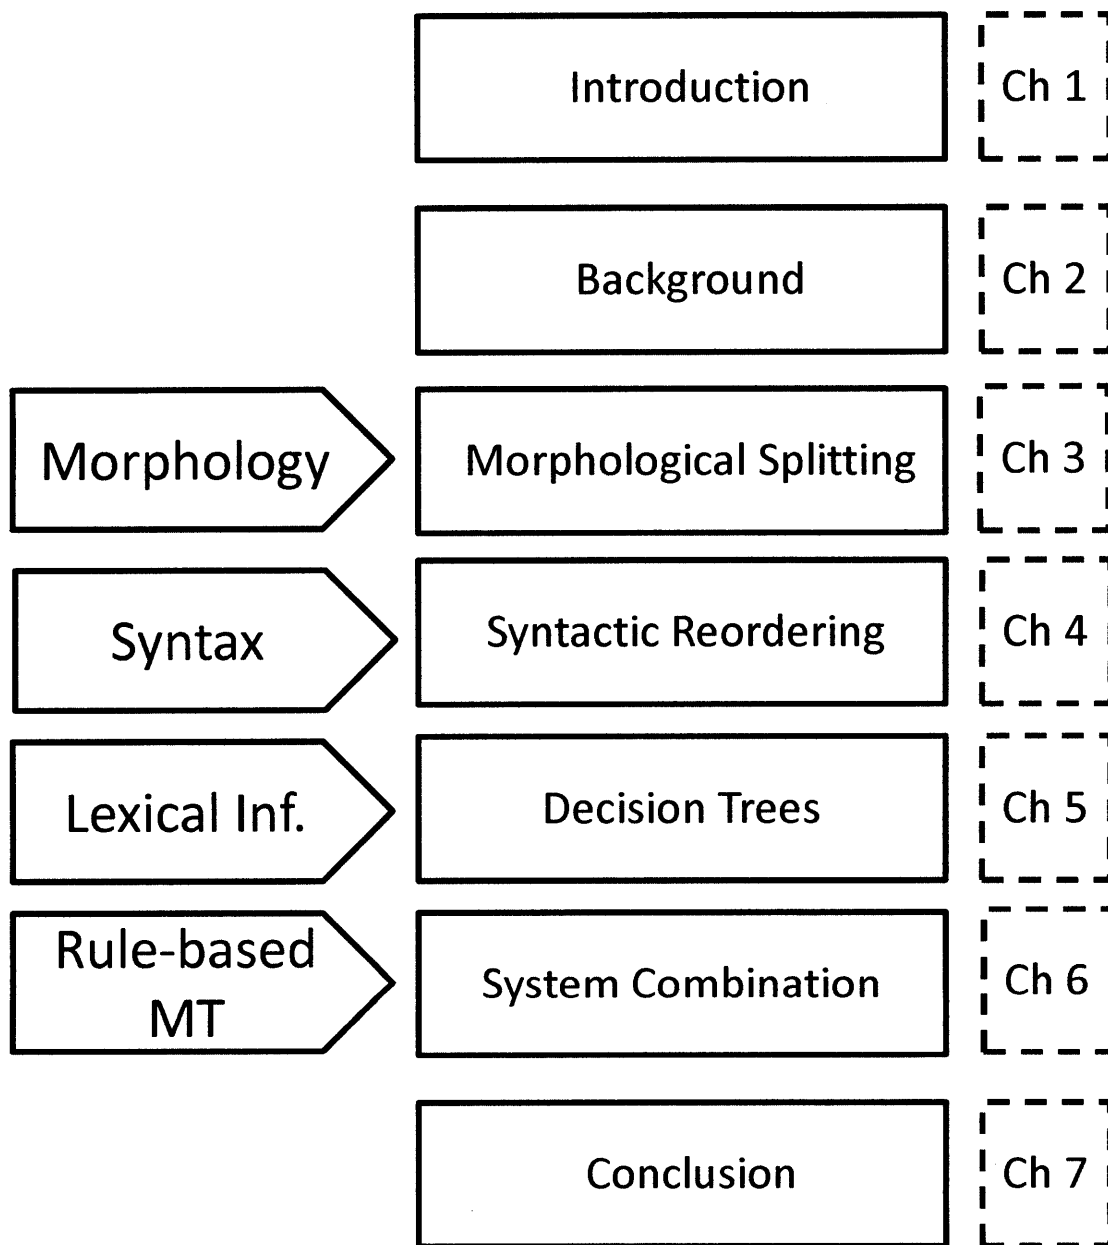 Introduction
Ch 1
Background
Ch 2
Morphology
Morphological Splitting
Ch 3
Syntax
Syntactic Reordering
Ch 4
Lexical Inf.
Decision Trees
Ch 5
Rule-based
MT
System Combination
Ch 6
Conclusion
Ch 7